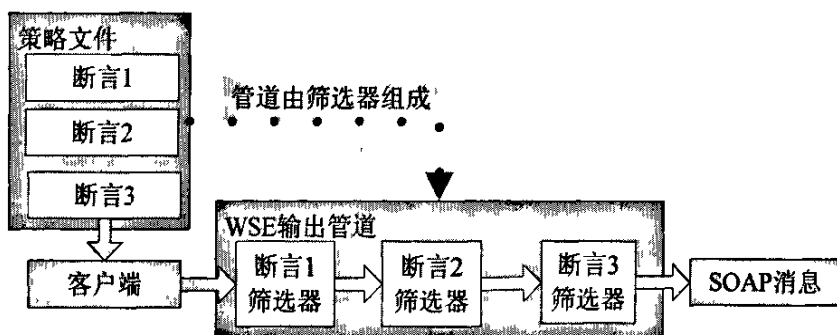 策略文件
断言1
断言2
断言3
管道由筛选器组成
WSE输出管道
客户端
断言1
筛选器
断言2
筛选器
断言3
筛选器
SOAP消息